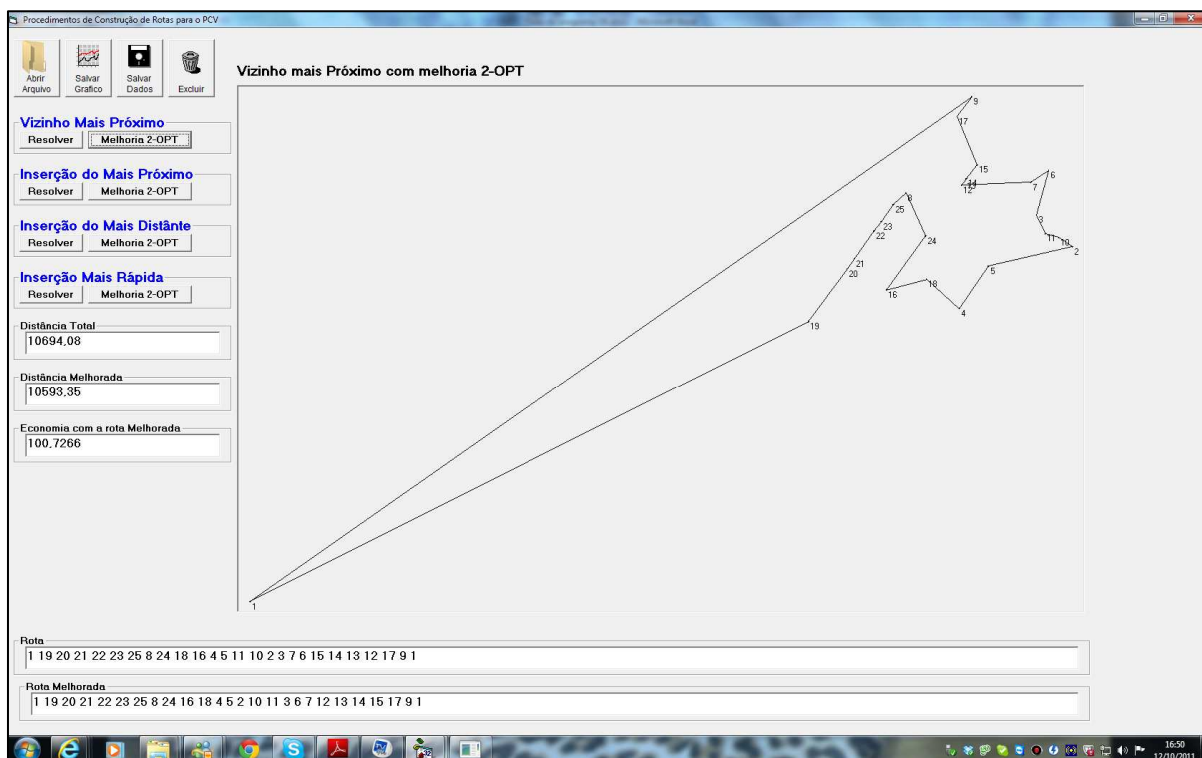 Procedimentos de Construção de Rotas para o PCV
Abrir Arquivo
Salvar Grafico
Salvar Dados
Excluir
Vizinho mais Próximo com melhoria 2-OPT
Vizinho Mais Próximo
Resolver Melhoria 2-OPT
Inserção do Mais Próximo
Resolver Melhoria 2-OPT
Inserção do Mais Distânte
Resolver Melhoria 2-OPT
Inserção Mais Rápida
Resolver Melhoria 2-OPT
Distância Total
10694,08
Distância Melhorada
10593,35
Economia com a rota Melhorada
100,7266
9
17
15
6
14
12
7
8
25
3
23
22
11
10
24
2
21
5
20
18
16
4
19
1
Rota
1 19 20 21 22 23 25 8 24 18 16 4 5 11 10 2 3 7 6 15 14 13 12 17 9 1
Rota Melhorada
1 19 20 21 22 23 25 8 24 16 18 4 5 2 10 11 3 6 7 12 13 14 15 17 9 1
16:50
12/10/2011